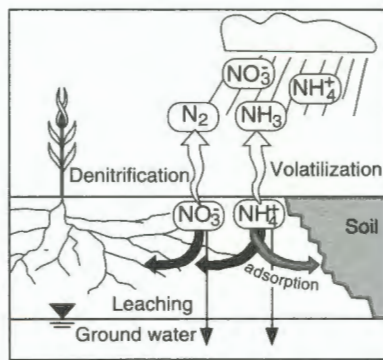 NO₃⁻
NH₄⁺
N₂
NH₃
Denitrification
Volatilization
NO₃⁻
NH₄⁺
Soil
adsorption
Leaching
Ground water